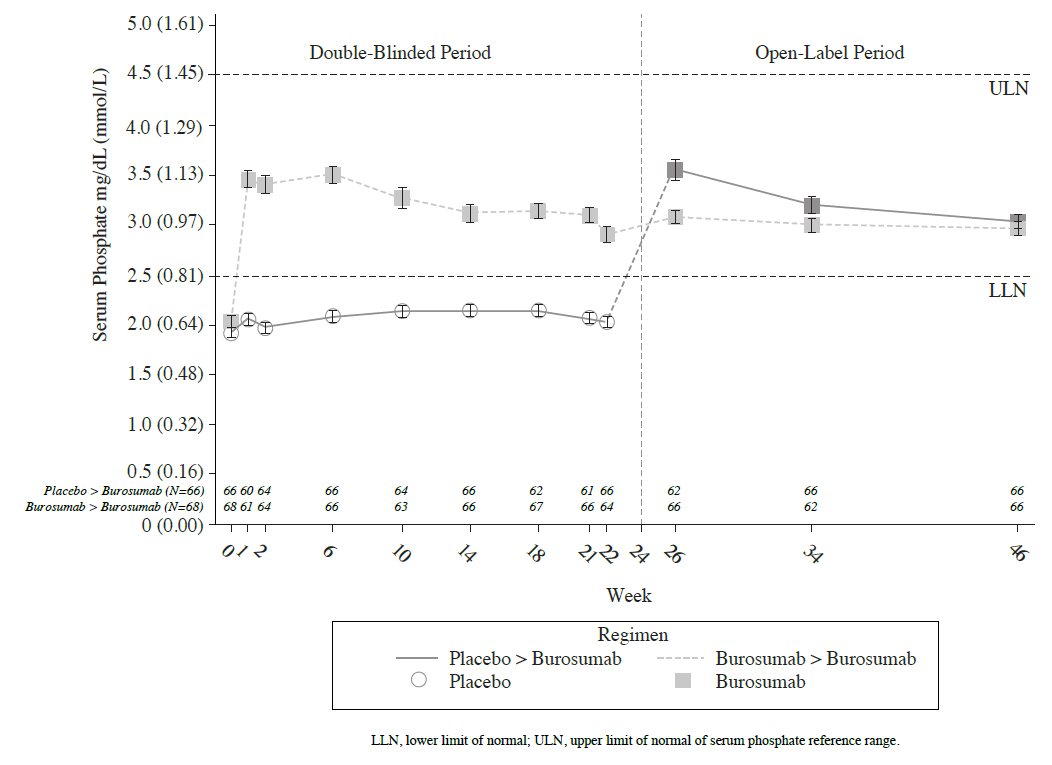 5.0 (1.61)
Double-Blinded Period Open-Label Period
4.5 (1.45)
ULN
4.0 (1.29)
3.5 (1.13)
3.0 (0.97)
2.5 (0.81)
LLN
2.0 (0.64)
1.5 (0.48)
1.0 (0.32)
0.5 (0.16)
0 (0.00)
Serum Phosphate mg/dL (mmol/L)
Placebo > Burosumab (N=66) 66 60 64 66 64 66 62 61 66 62 66 66
Burosumab > Burosumab (N=68) 68 61 64 66 63 66 67 66 64 66 62 66
0 1 2 6 10 14 18 21 22 24 26 34 46
Week
Regimen
Placebo > Burosumab Burosumab > Burosumab
Placebo Burosumab
LLN, lower limit of normal; ULN, upper limit of normal of serum phosphate reference range.